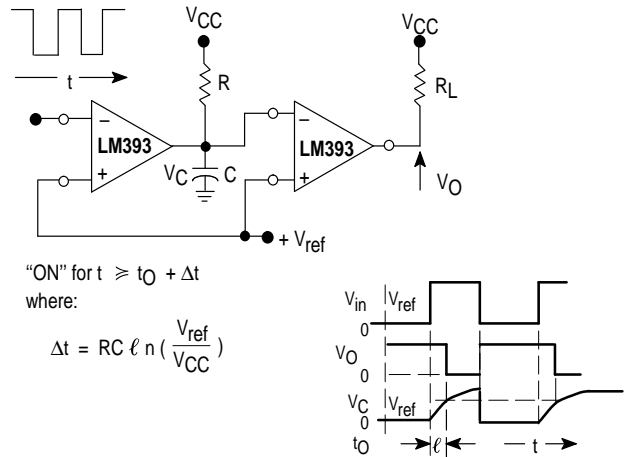 VCC
VCC
t
R
RL
–
LM393
+
–
LM393
+
VC
C
VO
+ Vref
“ON” for t ⩾ tO + Δt
where:
Δt = RC ℓ n ( Vref / VCC )
Vin
Vref
0
VO
0
VC
Vref
0
tO
ℓ
t